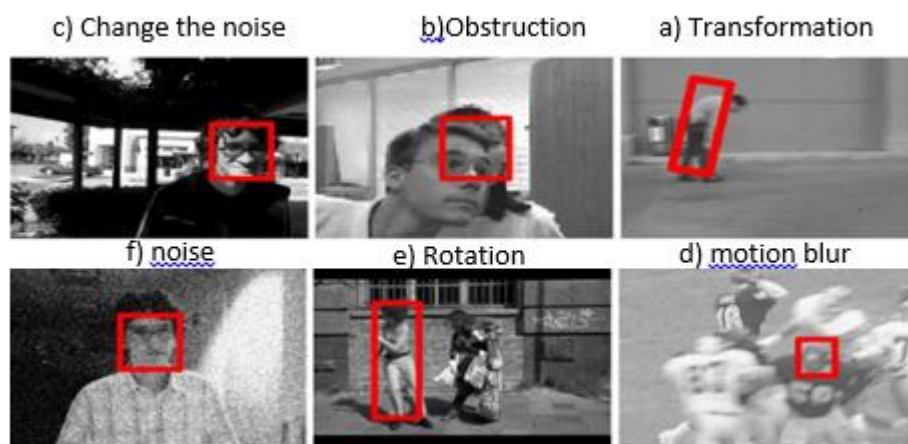 c) Change the noise
b)Obstruction
a) Transformation
f) noise
e) Rotation
d) motion blur